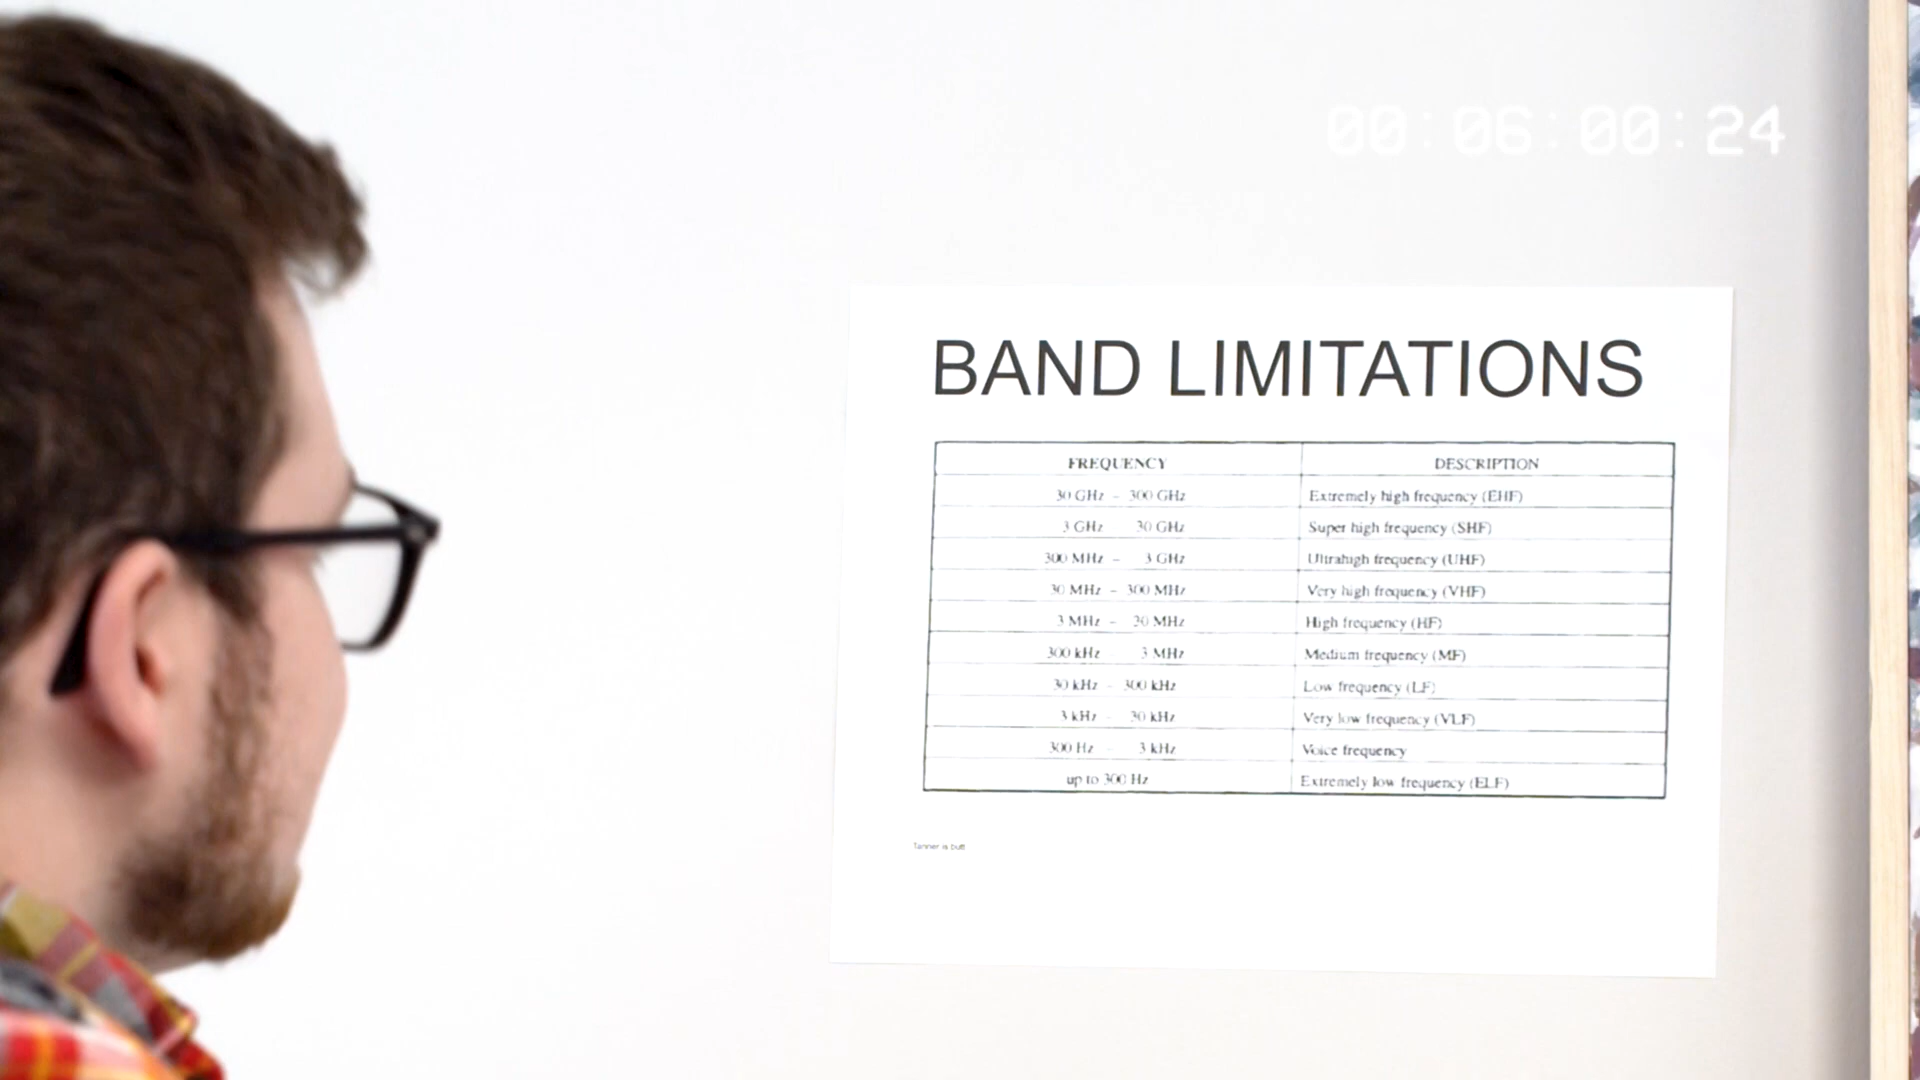 00:06:00:24
BAND LIMITATIONS
FREQUENCY DESCRIPTION
30 GHz – 300 GHz Extremely high frequency (EHF)
3 GHz 30 GHz Super high frequency (SHF)
300 MHz – 3 GHz Ultrahigh frequency (UHF)
30 MHz – 300 MHz Very high frequency (VHF)
3 MHz – 30 MHz High frequency (HF)
300 kHz 3 MHz Medium frequency (MF)
30 kHz – 300 kHz Low frequency (LF)
3 kHz – 30 kHz Very low frequency (VLF)
300 Hz – 3 kHz Voice frequency
up to 300 Hz Extremely low frequency (ELF)
Tanner is butt